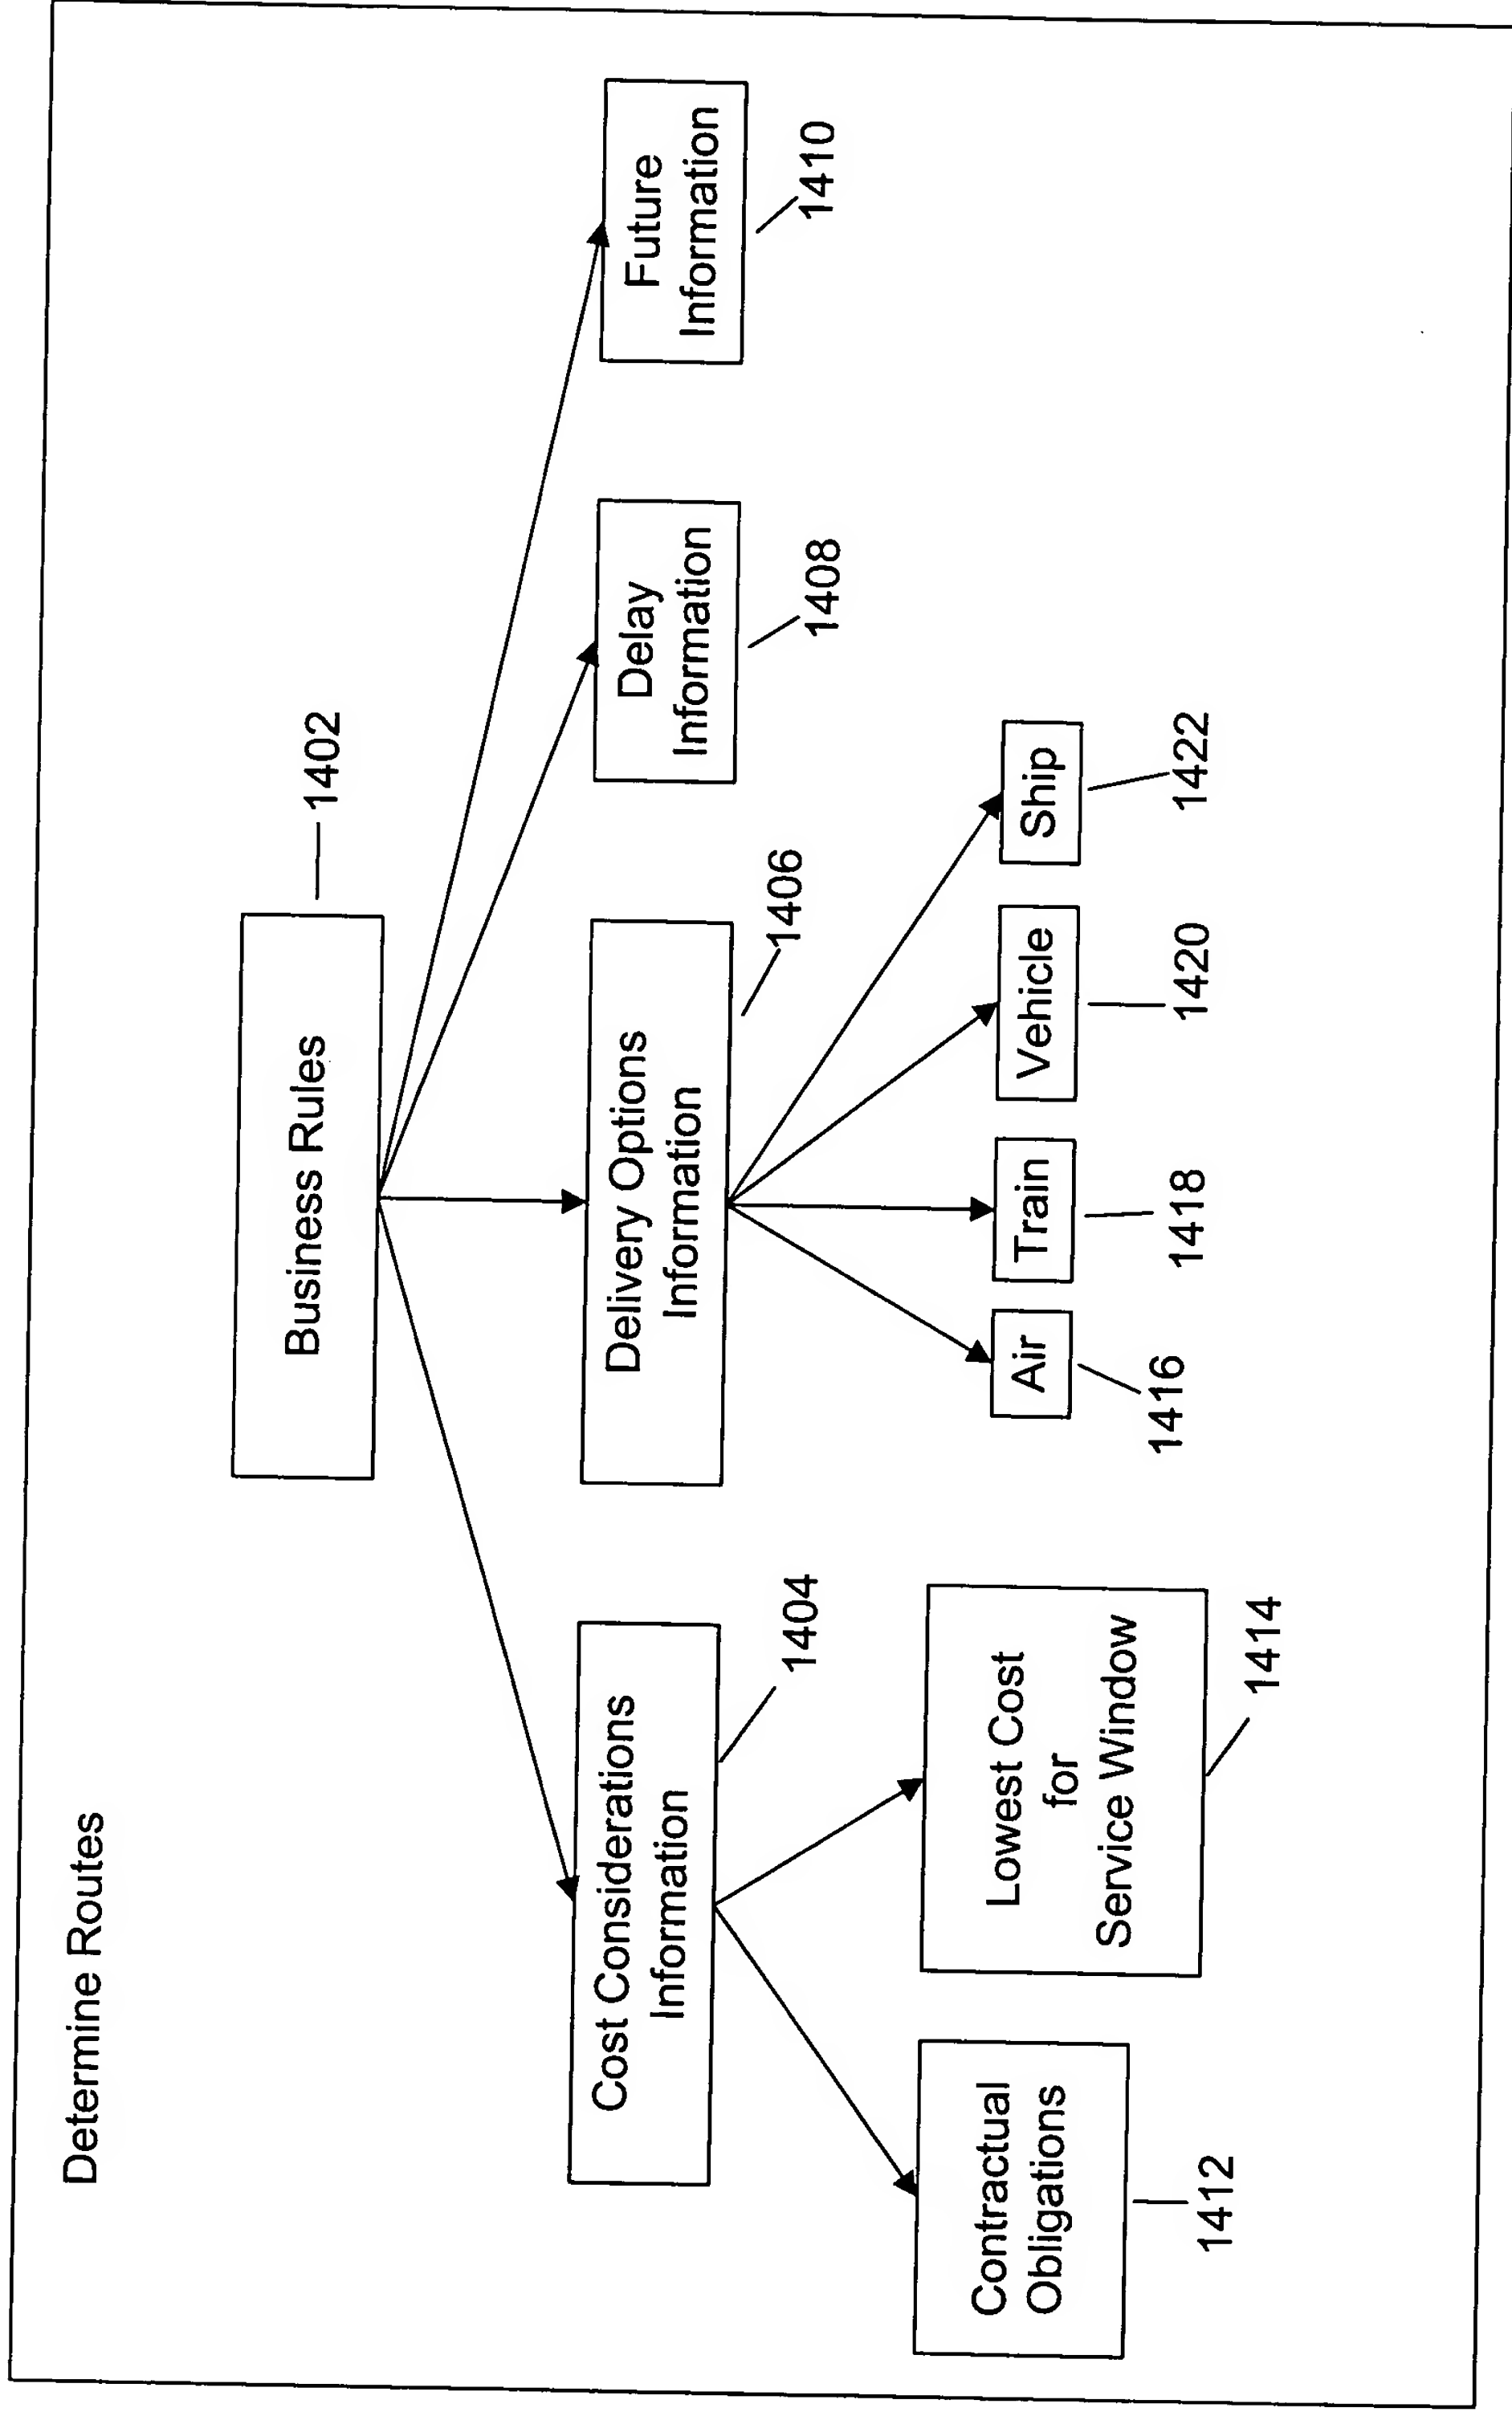 Determine Routes
Business Rules
1402
Cost Considerations
Information
1404
Delivery Options
Information
1406
Delay
Information
1408
Future
Information
1410
Contractual
Obligations
1412
Lowest Cost
for
Service Window
1414
Air
1416
Train
1418
Vehicle
1420
Ship
1422